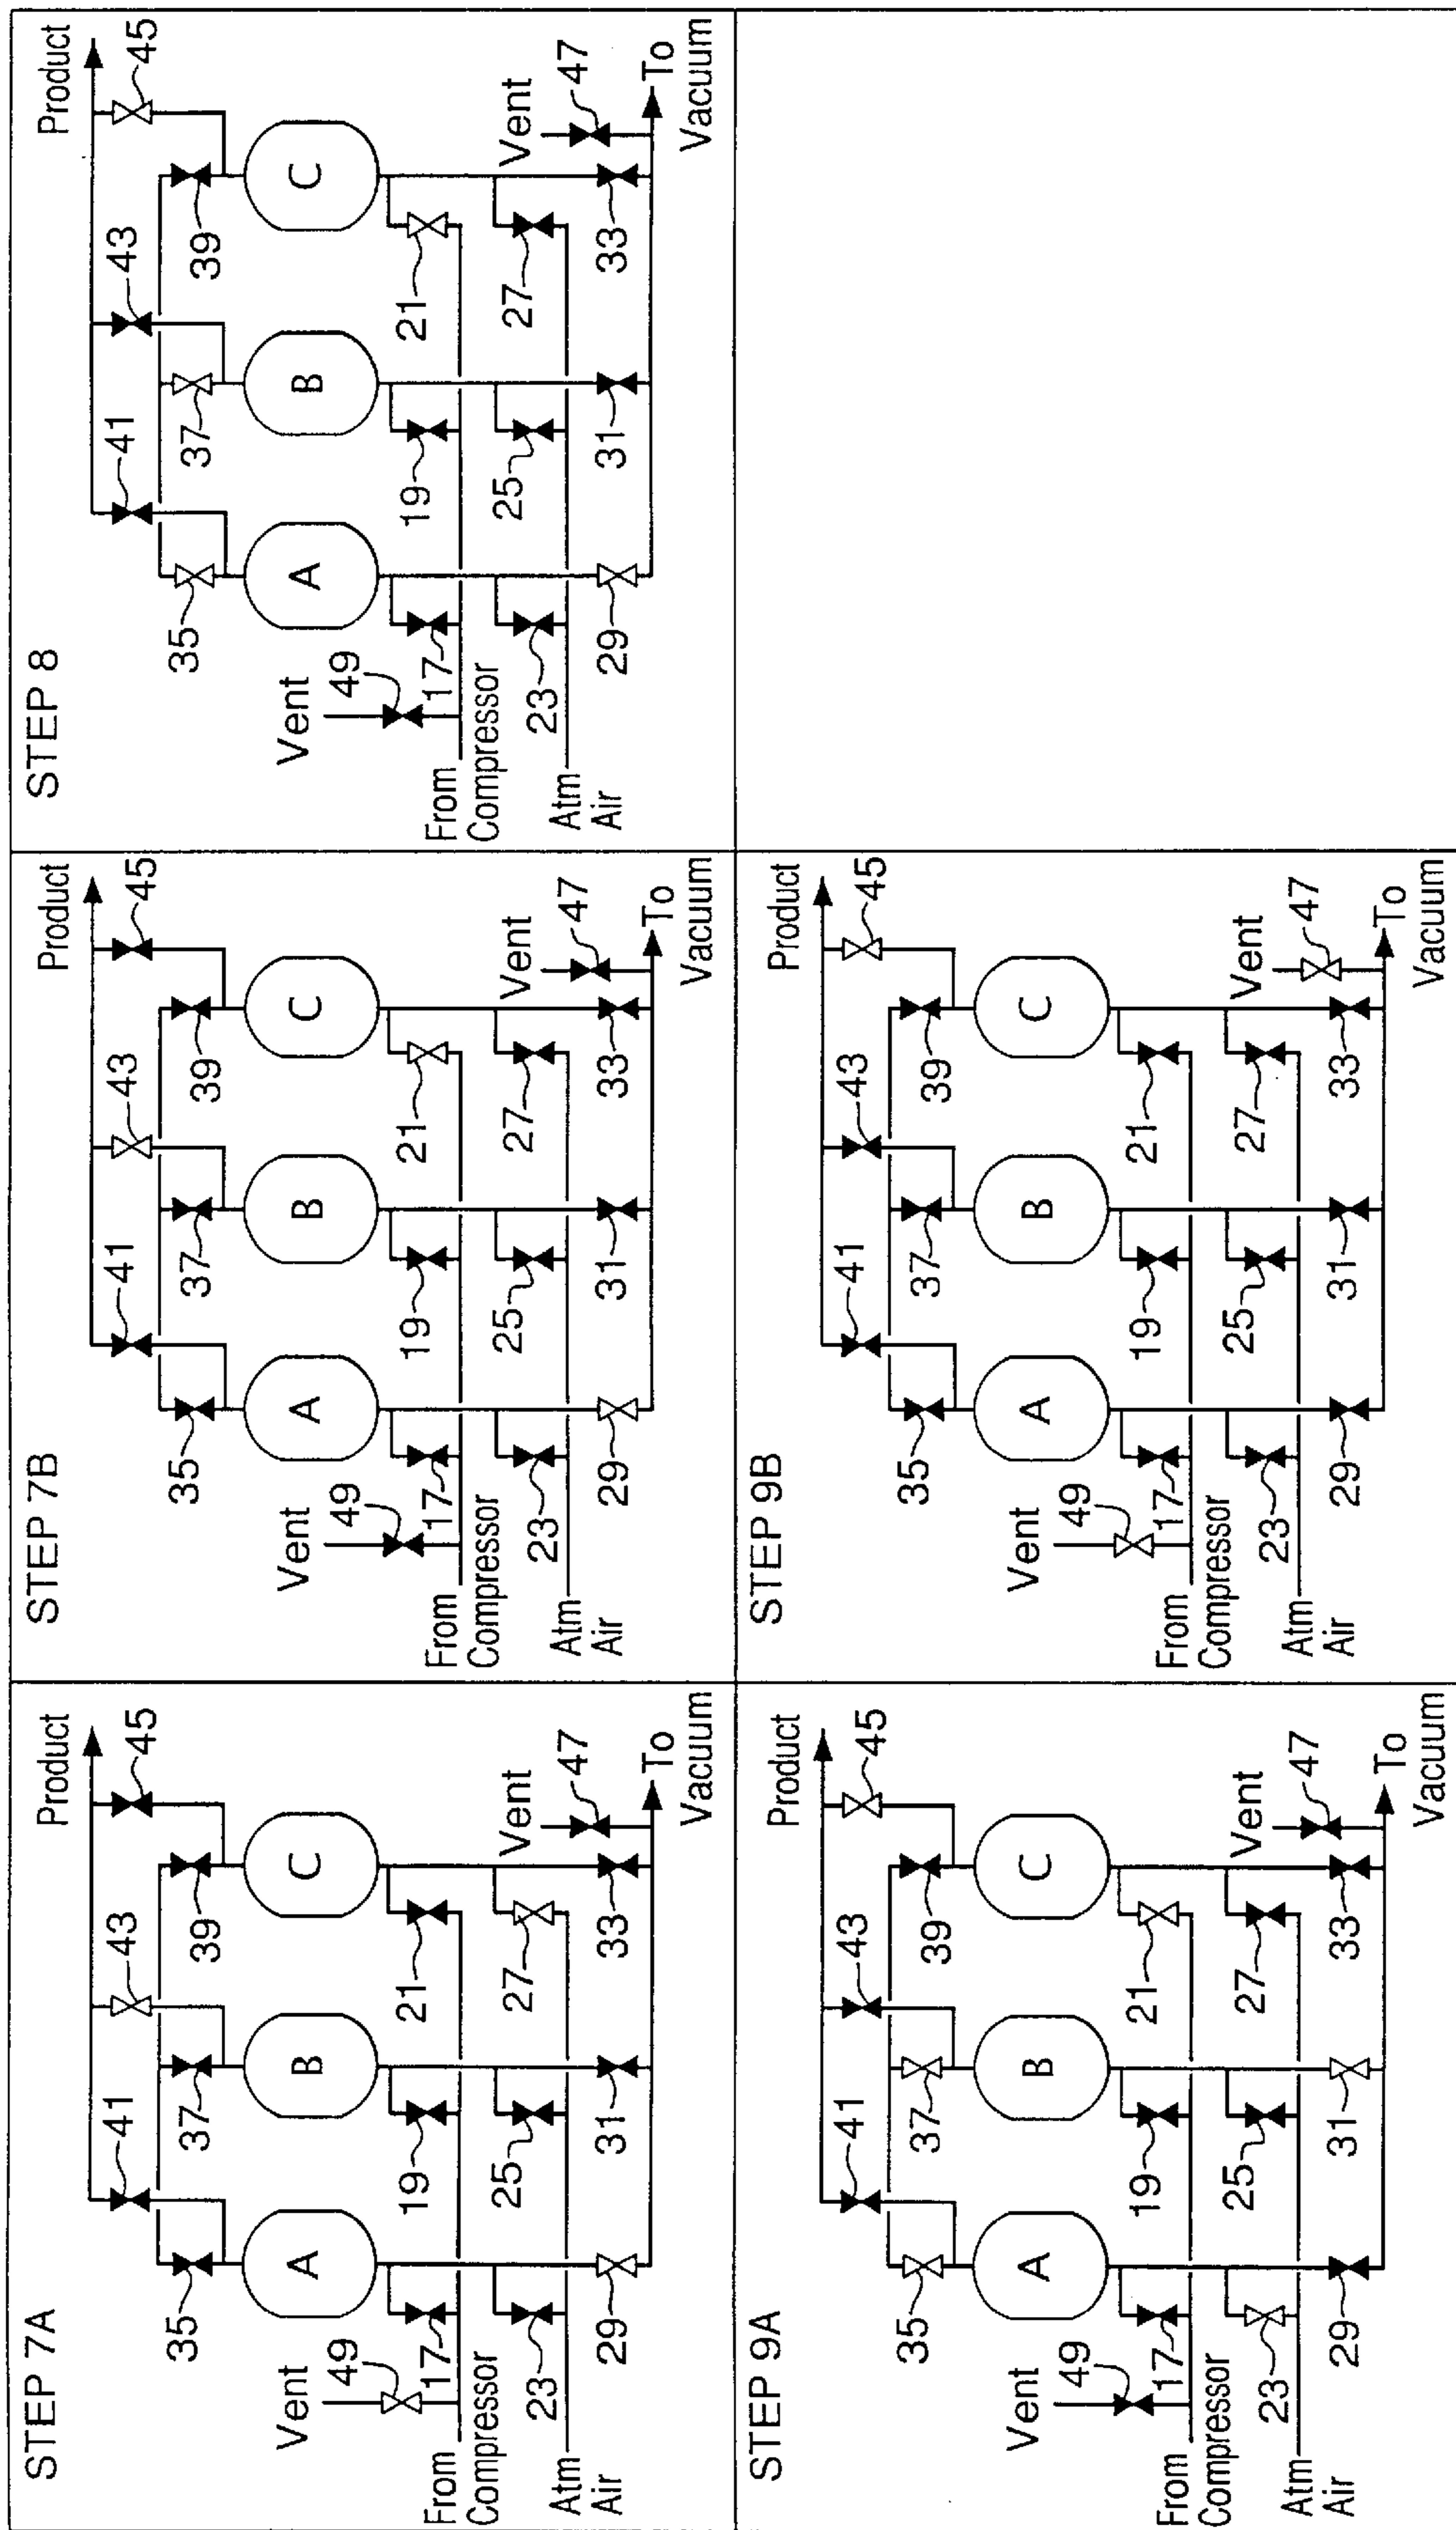 STEP 7A
Product
41
43
45
35
37
39
A
B
C
Vent
49
17
19
21
Vent
47
From
Compressor
23
25
27
Atm
Air
29
31
33
To
Vacuum
STEP 7B
Product
41
43
45
35
37
39
A
B
C
Vent
49
17
19
21
Vent
47
From
Compressor
23
25
27
Atm
Air
29
31
33
To
Vacuum
STEP 8
Product
41
43
45
35
37
39
A
B
C
Vent
49
17
19
21
Vent
47
From
Compressor
23
25
27
Atm
Air
29
31
33
To
Vacuum
STEP 9A
Product
41
43
45
35
37
39
A
B
C
Vent
49
17
19
21
Vent
47
From
Compressor
23
25
27
Atm
Air
29
31
33
To
Vacuum
STEP 9B
Product
41
43
45
35
37
39
A
B
C
Vent
49
17
19
21
Vent
47
From
Compressor
23
25
27
Atm
Air
29
31
33
To
Vacuum